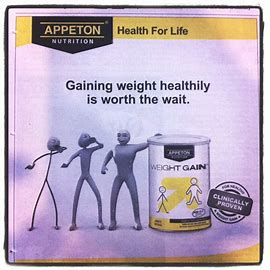 APPETON
NUTRITION
Health For Life
Gaining weight healthily
is worth the wait.
APPETON
WEIGHT GAIN
CLINICALLY
PROVEN